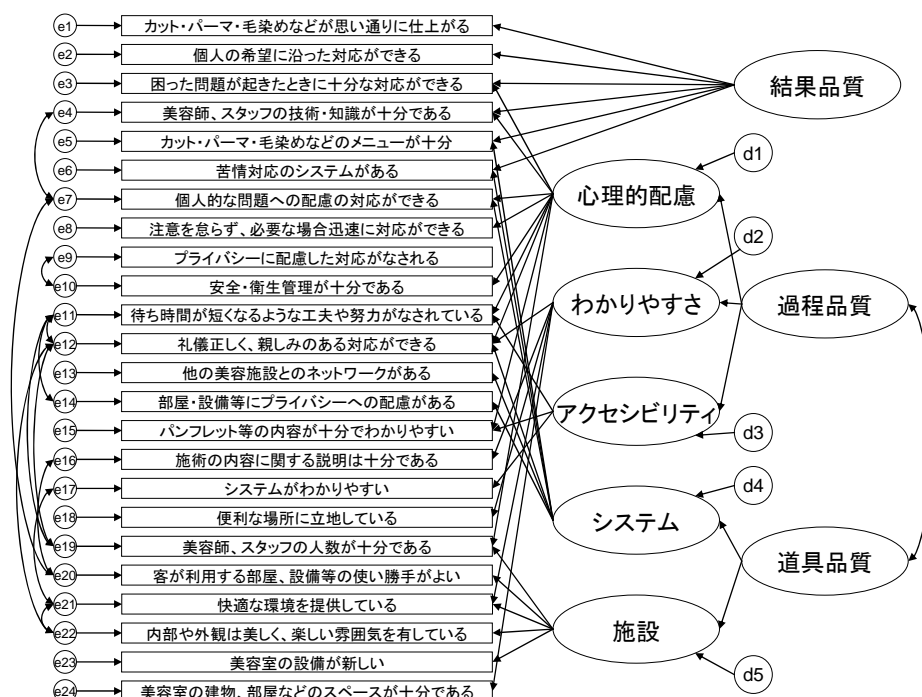 e1 カット・パーマ・毛染めなどが思い通りに仕上がる
e2 個人の希望に沿った対応ができる
e3 困った問題が起きたときに十分な対応ができる
e4 美容師、スタッフの技術・知識が十分である
e5 カット・パーマ・毛染めなどのメニューが十分
e6 苦情対応のシステムがある
e7 個人的な問題への配慮の対応ができる
e8 注意を怠らず、必要な場合迅速に対応ができる
e9 プライバシーに配慮した対応がなされる
e10 安全・衛生管理が十分である
e11 待ち時間が短くなるような工夫や努力がなされている
e12 礼儀正しく、親しみのある対応ができる
e13 他の美容施設とのネットワークがある
e14 部屋・設備等にプライバシーへの配慮がある
e15 パンフレット等の内容が十分でわかりやすい
e16 施術の内容に関する説明は十分である
e17 システムがわかりやすい
e18 便利な場所に立地している
e19 美容師、スタッフの人数が十分である
e20 客が利用する部屋、設備等の使い勝手がよい
e21 快適な環境を提供している
e22 内部や外観は美しく、楽しい雰囲気を有している
e23 美容室の設備が新しい
e24 美容室の建物、部屋などのスペースが十分である
結果品質
d1
心理的配慮
d2
わかりやすさ
過程品質
アクセシビリティ
d3
d4
システム
道具品質
施設
d5